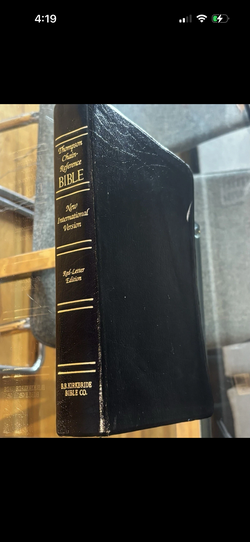 4:19
Thompson
Chain-
Reference
BIBLE
New
International
Version
Red-Letter
Edition
B.B.KIRKBRIDE
BIBLE CO.